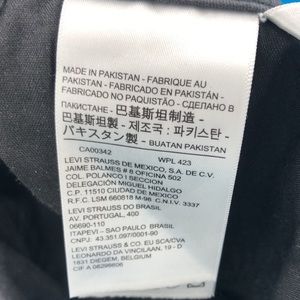 MADE IN PAKISTAN - FABRIQUE AU
PAKISTAN - FABRICADO EN PAKISTÁN -
FABRICADO NO PAQUISTÃO - СДЕЛАНО В
ПАКИСТАНЕ - 巴基斯坦制造 -
巴基斯坦製 - 제조국 : 파키스탄 -
パキスタン製 - BUATAN PAKISTAN
CA00342 WPL 423
LEVI STRAUSS DE MEXICO, S.A. DE C.V.
JAIME BALMES # 8 OFICINA 502
COL. POLANCO I SECCION
DELEGACIÓN MIGUEL HIDALGO
C.P. 11510 CIUDAD DE MEXICO
R.F.C. LSM 660818 M-96 C.N.I.V. 3337
LEVI STRAUSS DO BRASIL
AV. PORTUGAL, 400
06690-110
ITAPEVI - SAO PAULO - BRASIL
CNPJ: 43.351.097/0001-90
LEVI STRAUSS & CO. EU SCA/CVA
LEONARDO DA VINCILAAN, 19 - D
1831 DIEGEM, BELGIUM
CIF A 08296606